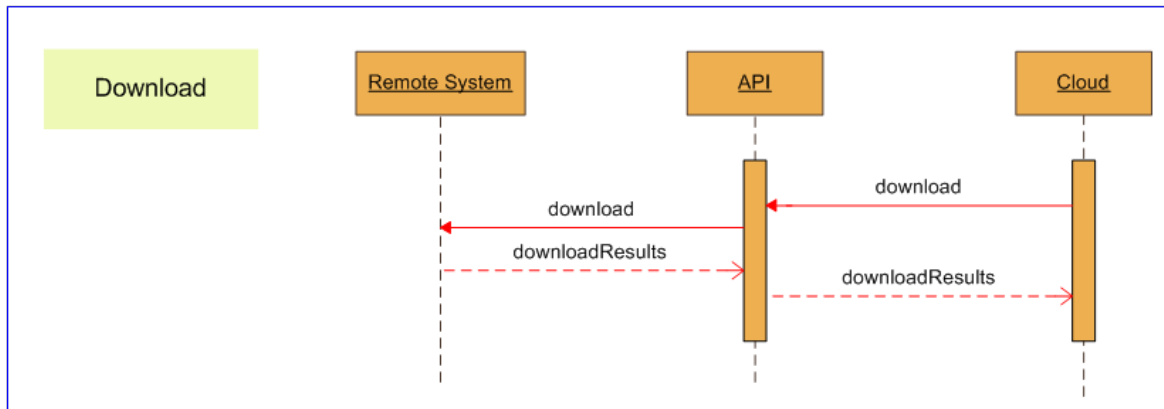 Download
Remote System
API
Cloud
download
download
downloadResults
downloadResults